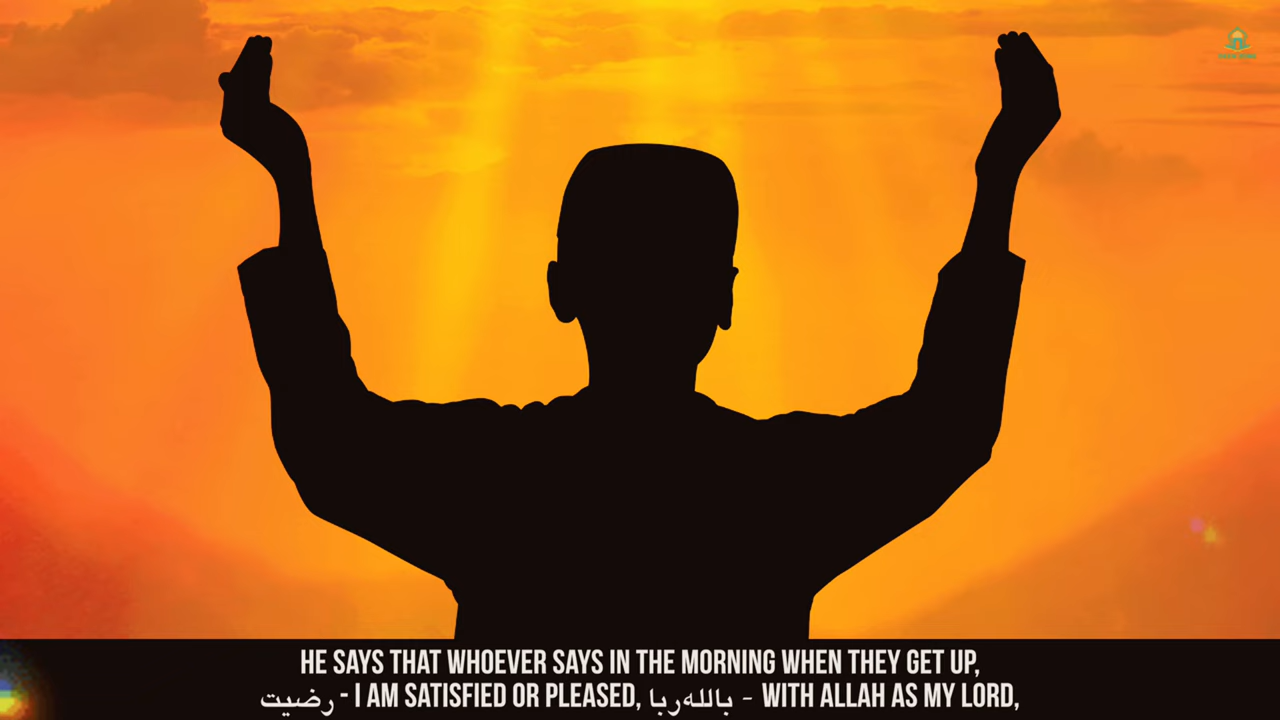 HE SAYS THAT WHOEVER SAYS IN THE MORNING WHEN THEY GET UP,
رضيت - I AM SATISFIED OR PLEASED, باللهربا - WITH ALLAH AS MY LORD,